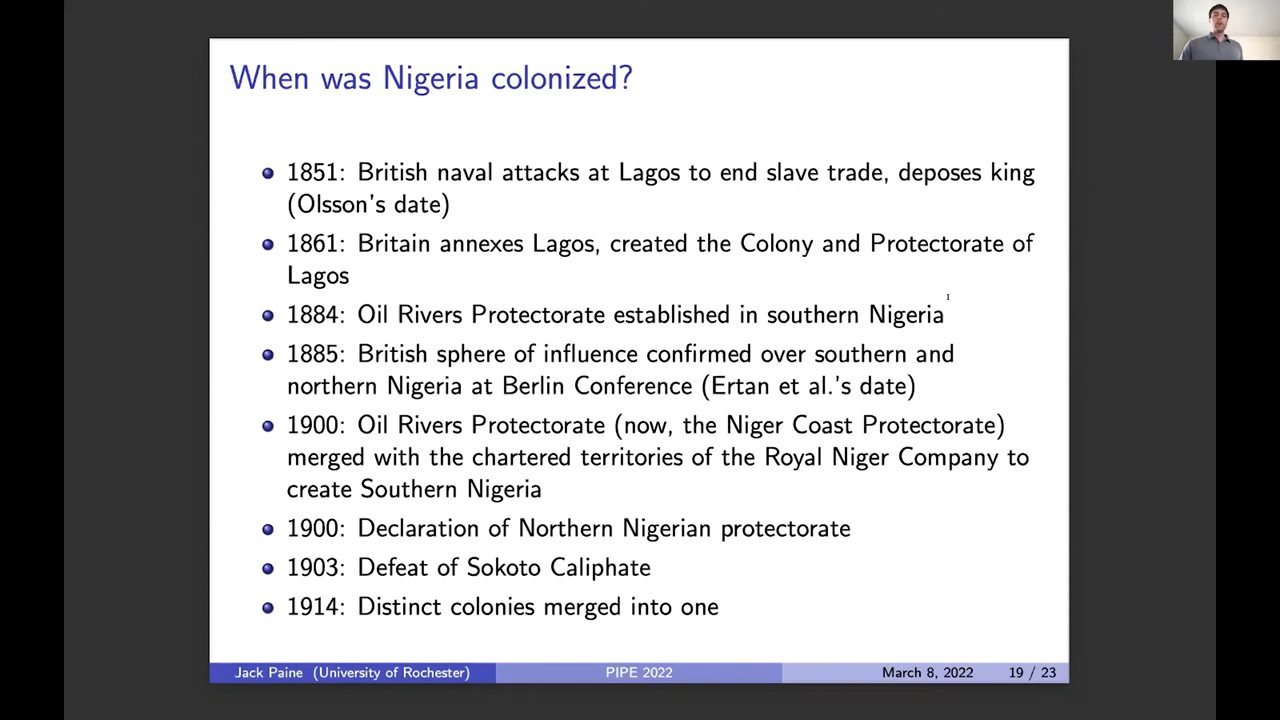 When was Nigeria colonized?
1851: British naval attacks at Lagos to end slave trade, deposes king
(Olsson's date)
1861: Britain annexes Lagos, created the Colony and Protectorate of
Lagos
1884: Oil Rivers Protectorate established in southern Nigeria
1885: British sphere of influence confirmed over southern and
northern Nigeria at Berlin Conference (Ertan et al.'s date)
1900: Oil Rivers Protectorate (now, the Niger Coast Protectorate)
merged with the chartered territories of the Royal Niger Company to
create Southern Nigeria
1900: Declaration of Northern Nigerian protectorate
1903: Defeat of Sokoto Caliphate
1914: Distinct colonies merged into one
Jack Paine (University of Rochester) PIPE 2022 March 8, 2022 19 / 23